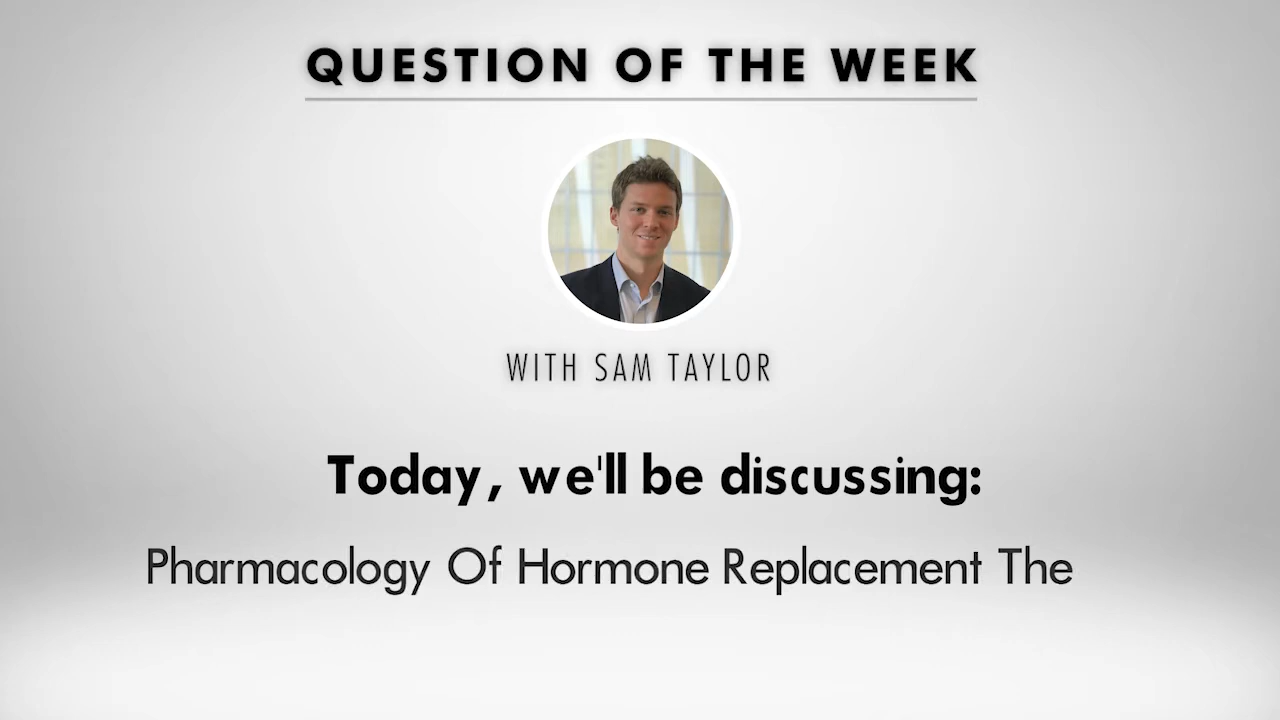 QUESTION OF THE WEEK
WITH SAM TAYLOR
Today, we'll be discussing:
Pharmacology Of Hormone Replacement The